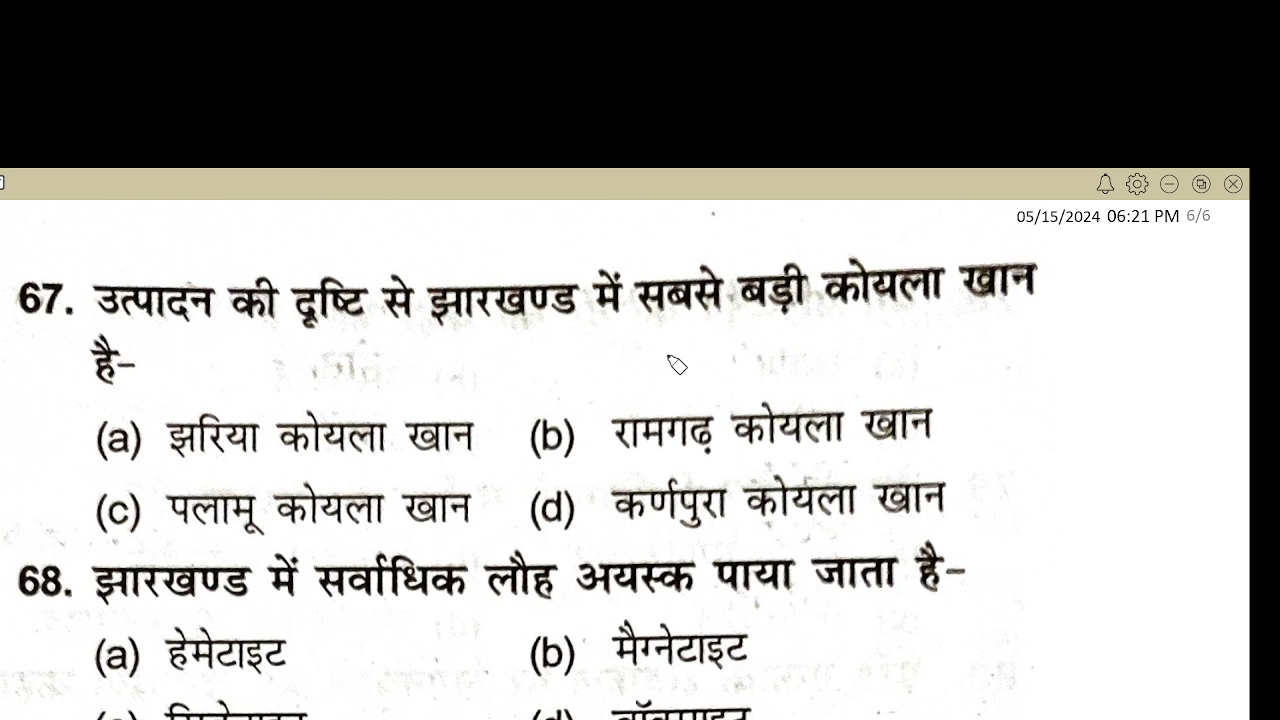 05/15/2024 06:21 PM 6/6
67. उत्पादन की दृष्टि से झारखण्ड में सबसे बड़ी कोयला खान
है-
(a) झरिया कोयला खान (b) रामगढ़ कोयला खान
(c) पलामू कोयला खान (d) कर्णपुरा कोयला खान
68. झारखण्ड में सर्वाधिक लौह अयस्क पाया जाता है-
(a) हेमेटाइट (b) मैग्नेटाइट